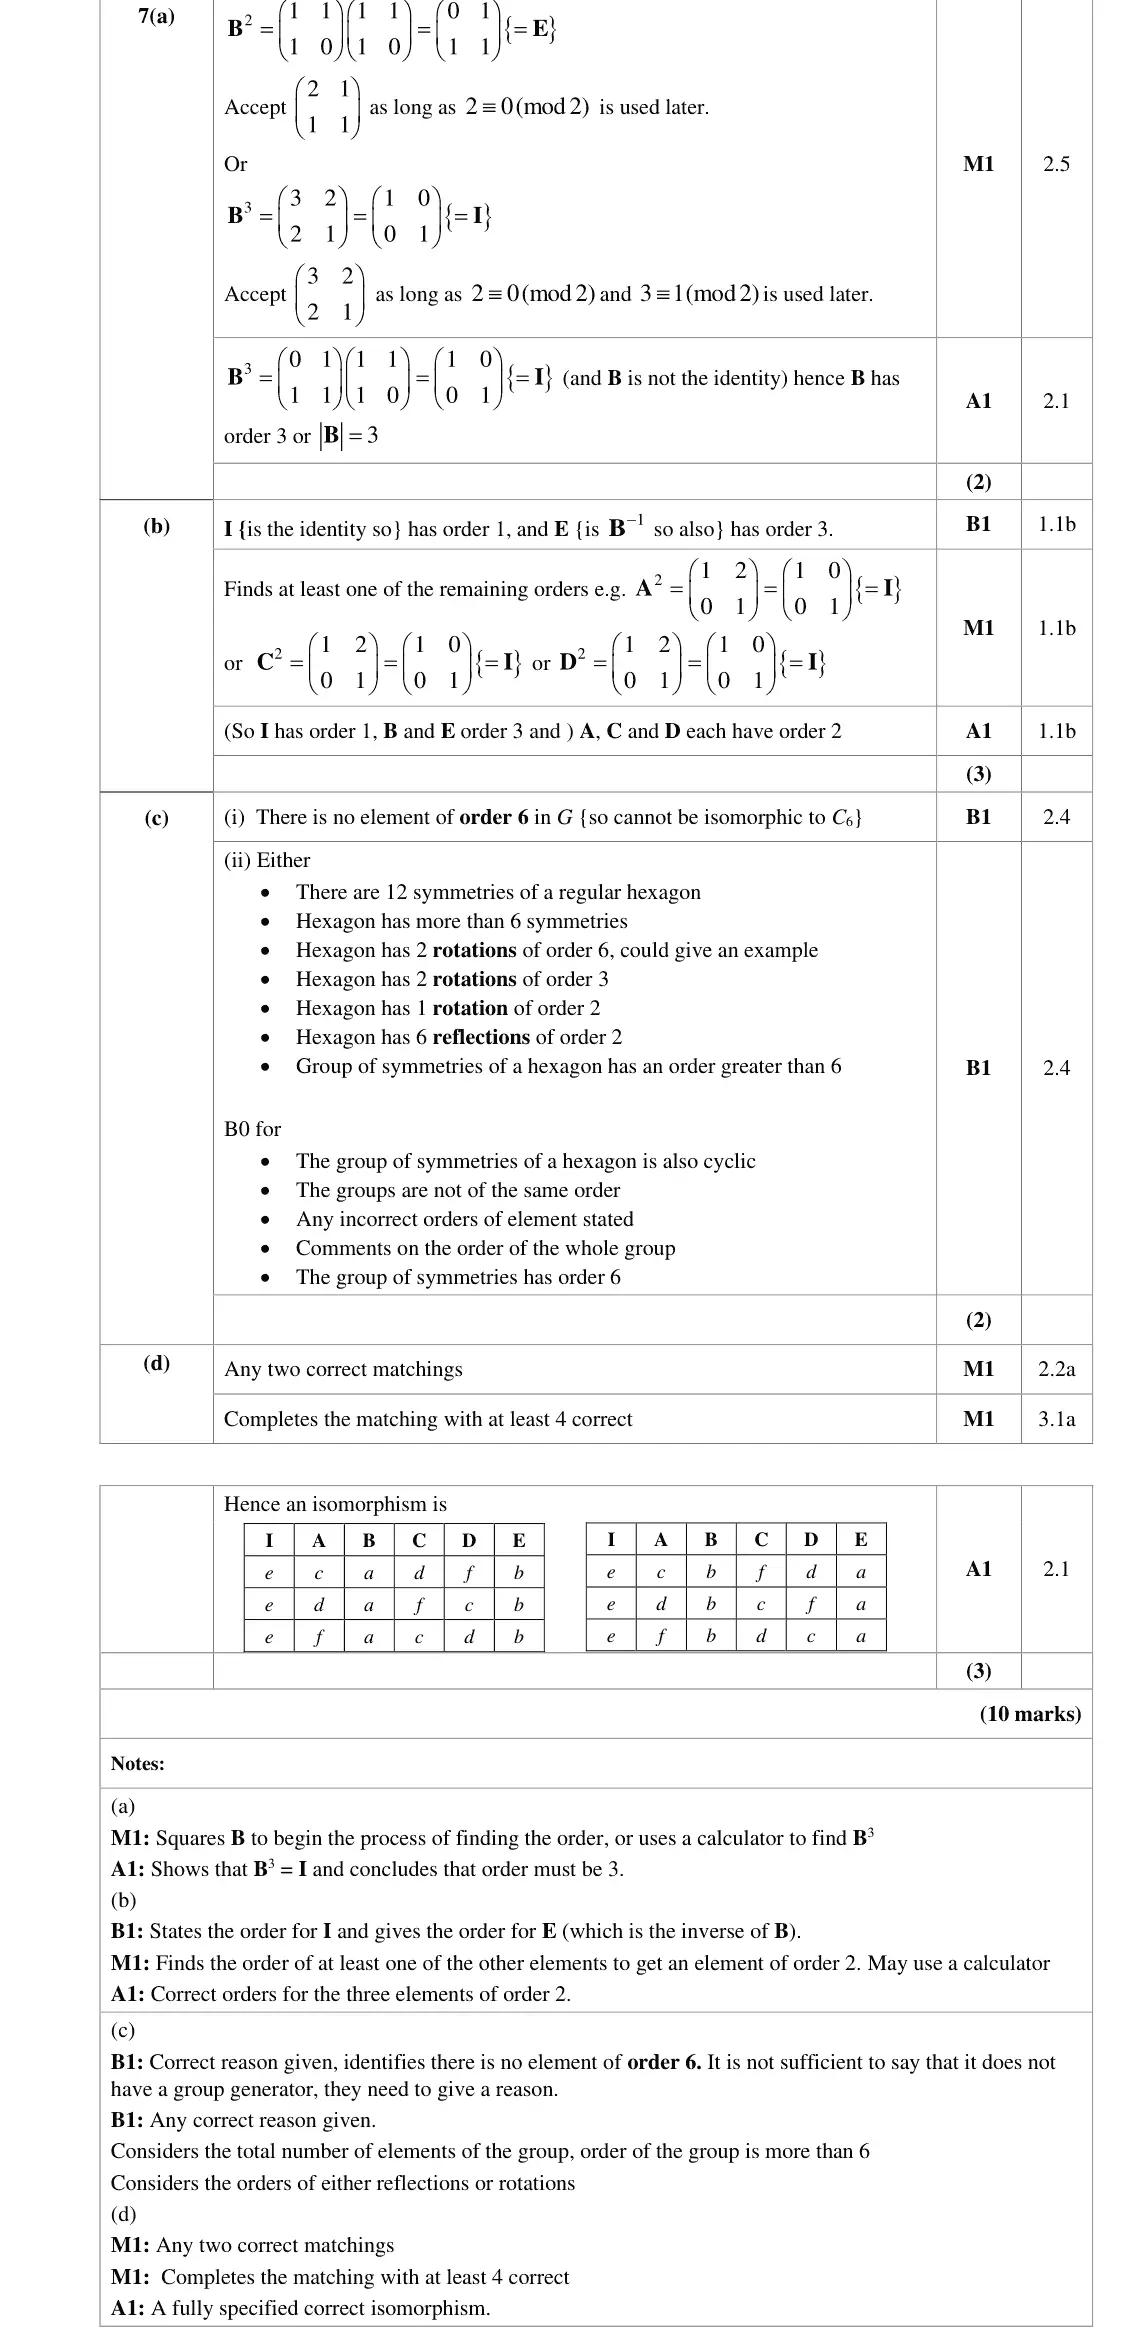 7(a)
B² = (1 1; 1 0)(1 1; 1 0) = (0 1; 1 1){= E}
Accept (2 1; 1 1) as long as 2 ≡ 0(mod 2) is used later.
Or
B³ = (3 2; 2 1) = (1 0; 0 1){= I}
M1 2.5
Accept (3 2; 2 1) as long as 2 ≡ 0(mod 2) and 3 ≡ 1(mod 2) is used later.
B³ = (0 1; 1 1)(1 1; 1 0) = (1 0; 0 1){= I} (and B is not the identity) hence B has
order 3 or |B| = 3
A1 2.1
(2)
(b) I {is the identity so} has order 1, and E {is B⁻¹ so also} has order 3. B1 1.1b
Finds at least one of the remaining orders e.g. A² = (1 2; 0 1) = (1 0; 0 1){= I}
or C² = (1 2; 0 1) = (1 0; 0 1){= I} or D² = (1 2; 0 1) = (1 0; 0 1){= I}
M1 1.1b
(So I has order 1, B and E order 3 and ) A, C and D each have order 2 A1 1.1b
(3)
(c) (i) There is no element of order 6 in G {so cannot be isomorphic to C₆} B1 2.4
(ii) Either
• There are 12 symmetries of a regular hexagon
• Hexagon has more than 6 symmetries
• Hexagon has 2 rotations of order 6, could give an example
• Hexagon has 2 rotations of order 3
• Hexagon has 1 rotation of order 2
• Hexagon has 6 reflections of order 2
• Group of symmetries of a hexagon has an order greater than 6
B1 2.4
B0 for
• The group of symmetries of a hexagon is also cyclic
• The groups are not of the same order
• Any incorrect orders of element stated
• Comments on the order of the whole group
• The group of symmetries has order 6
(2)
(d) Any two correct matchings M1 2.2a
Completes the matching with at least 4 correct M1 3.1a
Hence an isomorphism is
I A B C D E I A B C D E
e c a d f b e c b f d a
e d a f c b e d b c f a
e f a c d b e f b d c a
A1 2.1
(3)
(10 marks)
Notes:
(a)
M1: Squares B to begin the process of finding the order, or uses a calculator to find B³
A1: Shows that B³ = I and concludes that order must be 3.
(b)
B1: States the order for I and gives the order for E (which is the inverse of B).
M1: Finds the order of at least one of the other elements to get an element of order 2. May use a calculator
A1: Correct orders for the three elements of order 2.
(c)
B1: Correct reason given, identifies there is no element of order 6. It is not sufficient to say that it does not
have a group generator, they need to give a reason.
B1: Any correct reason given.
Considers the total number of elements of the group, order of the group is more than 6
Considers the orders of either reflections or rotations
(d)
M1: Any two correct matchings
M1: Completes the matching with at least 4 correct
A1: A fully specified correct isomorphism.